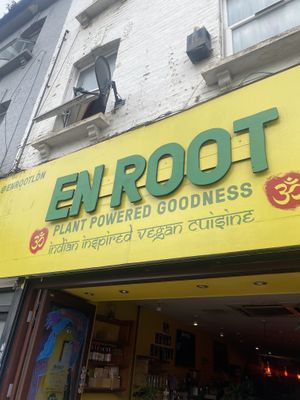 @ENROOTLDN
EN ROOT
PLANT POWERED GOODNESS
ॐ indian inspired vegan cuisine ॐ